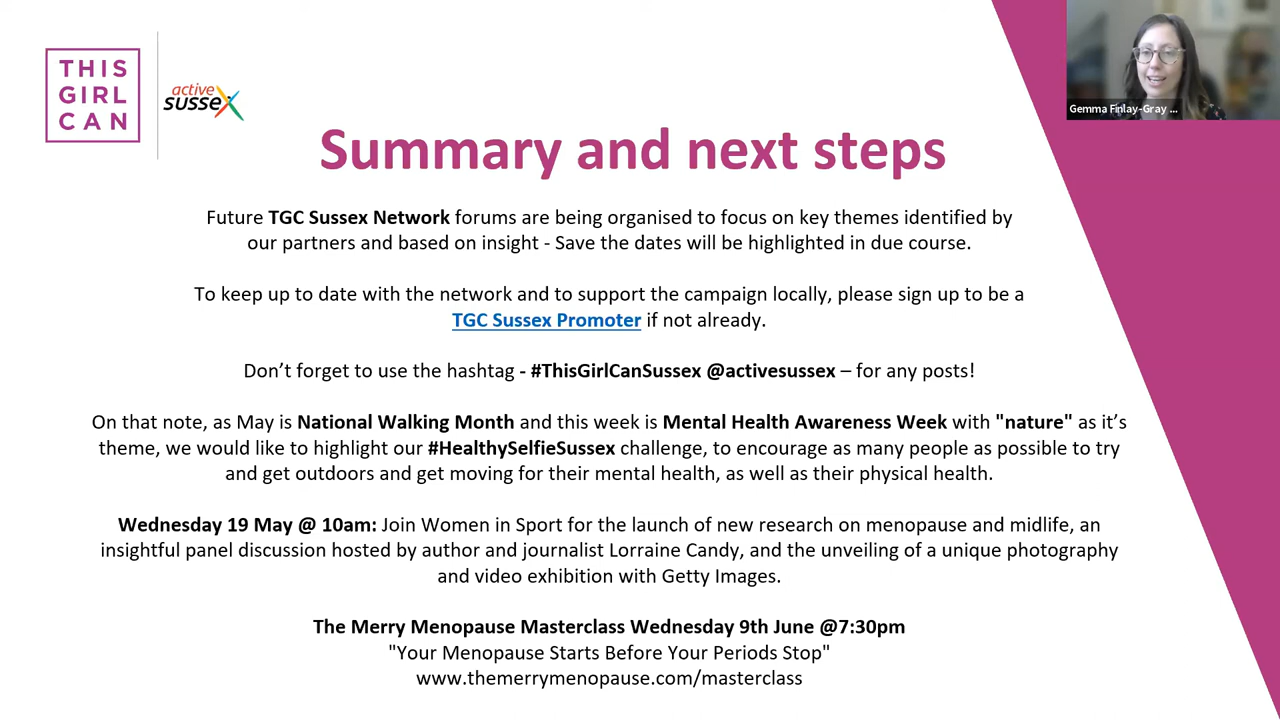 THIS
GIRL
CAN
active
sussex
Gemma Finlay-Gray ...
Summary and next steps
Future TGC Sussex Network forums are being organised to focus on key themes identified by
our partners and based on insight - Save the dates will be highlighted in due course.
To keep up to date with the network and to support the campaign locally, please sign up to be a
TGC Sussex Promoter if not already.
Don’t forget to use the hashtag - #ThisGirlCanSussex @activesussex – for any posts!
On that note, as May is National Walking Month and this week is Mental Health Awareness Week with "nature" as it’s
theme, we would like to highlight our #HealthySelfieSussex challenge, to encourage as many people as possible to try
and get outdoors and get moving for their mental health, as well as their physical health.
Wednesday 19 May @ 10am: Join Women in Sport for the launch of new research on menopause and midlife, an
insightful panel discussion hosted by author and journalist Lorraine Candy, and the unveiling of a unique photography
and video exhibition with Getty Images.
The Merry Menopause Masterclass Wednesday 9th June @7:30pm
"Your Menopause Starts Before Your Periods Stop"
www.themerrymenopause.com/masterclass